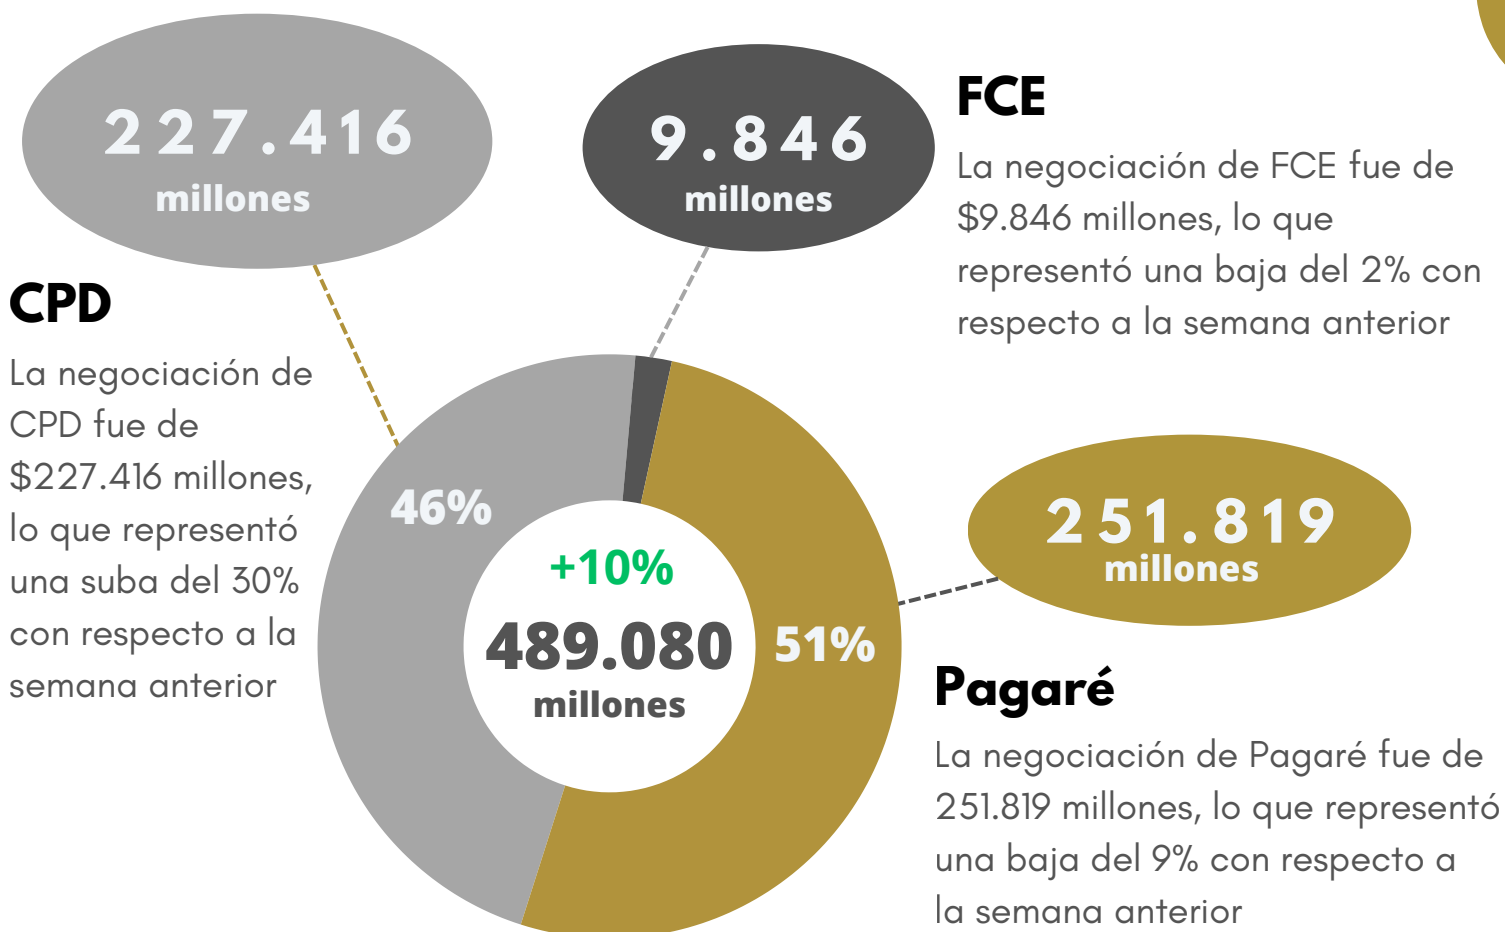 227.416
millones
CPD
La negociación de
CPD fue de
$227.416 millones,
lo que representó
una suba del 30%
con respecto a la
semana anterior
9.846
millones
FCE
La negociación de FCE fue de
$9.846 millones, lo que
representó una baja del 2% con
respecto a la semana anterior
46%
+10%
489.080
millones
51%
251.819
millones
Pagaré
La negociación de Pagaré fue de
251.819 millones, lo que representó
una baja del 9% con respecto a
la semana anterior